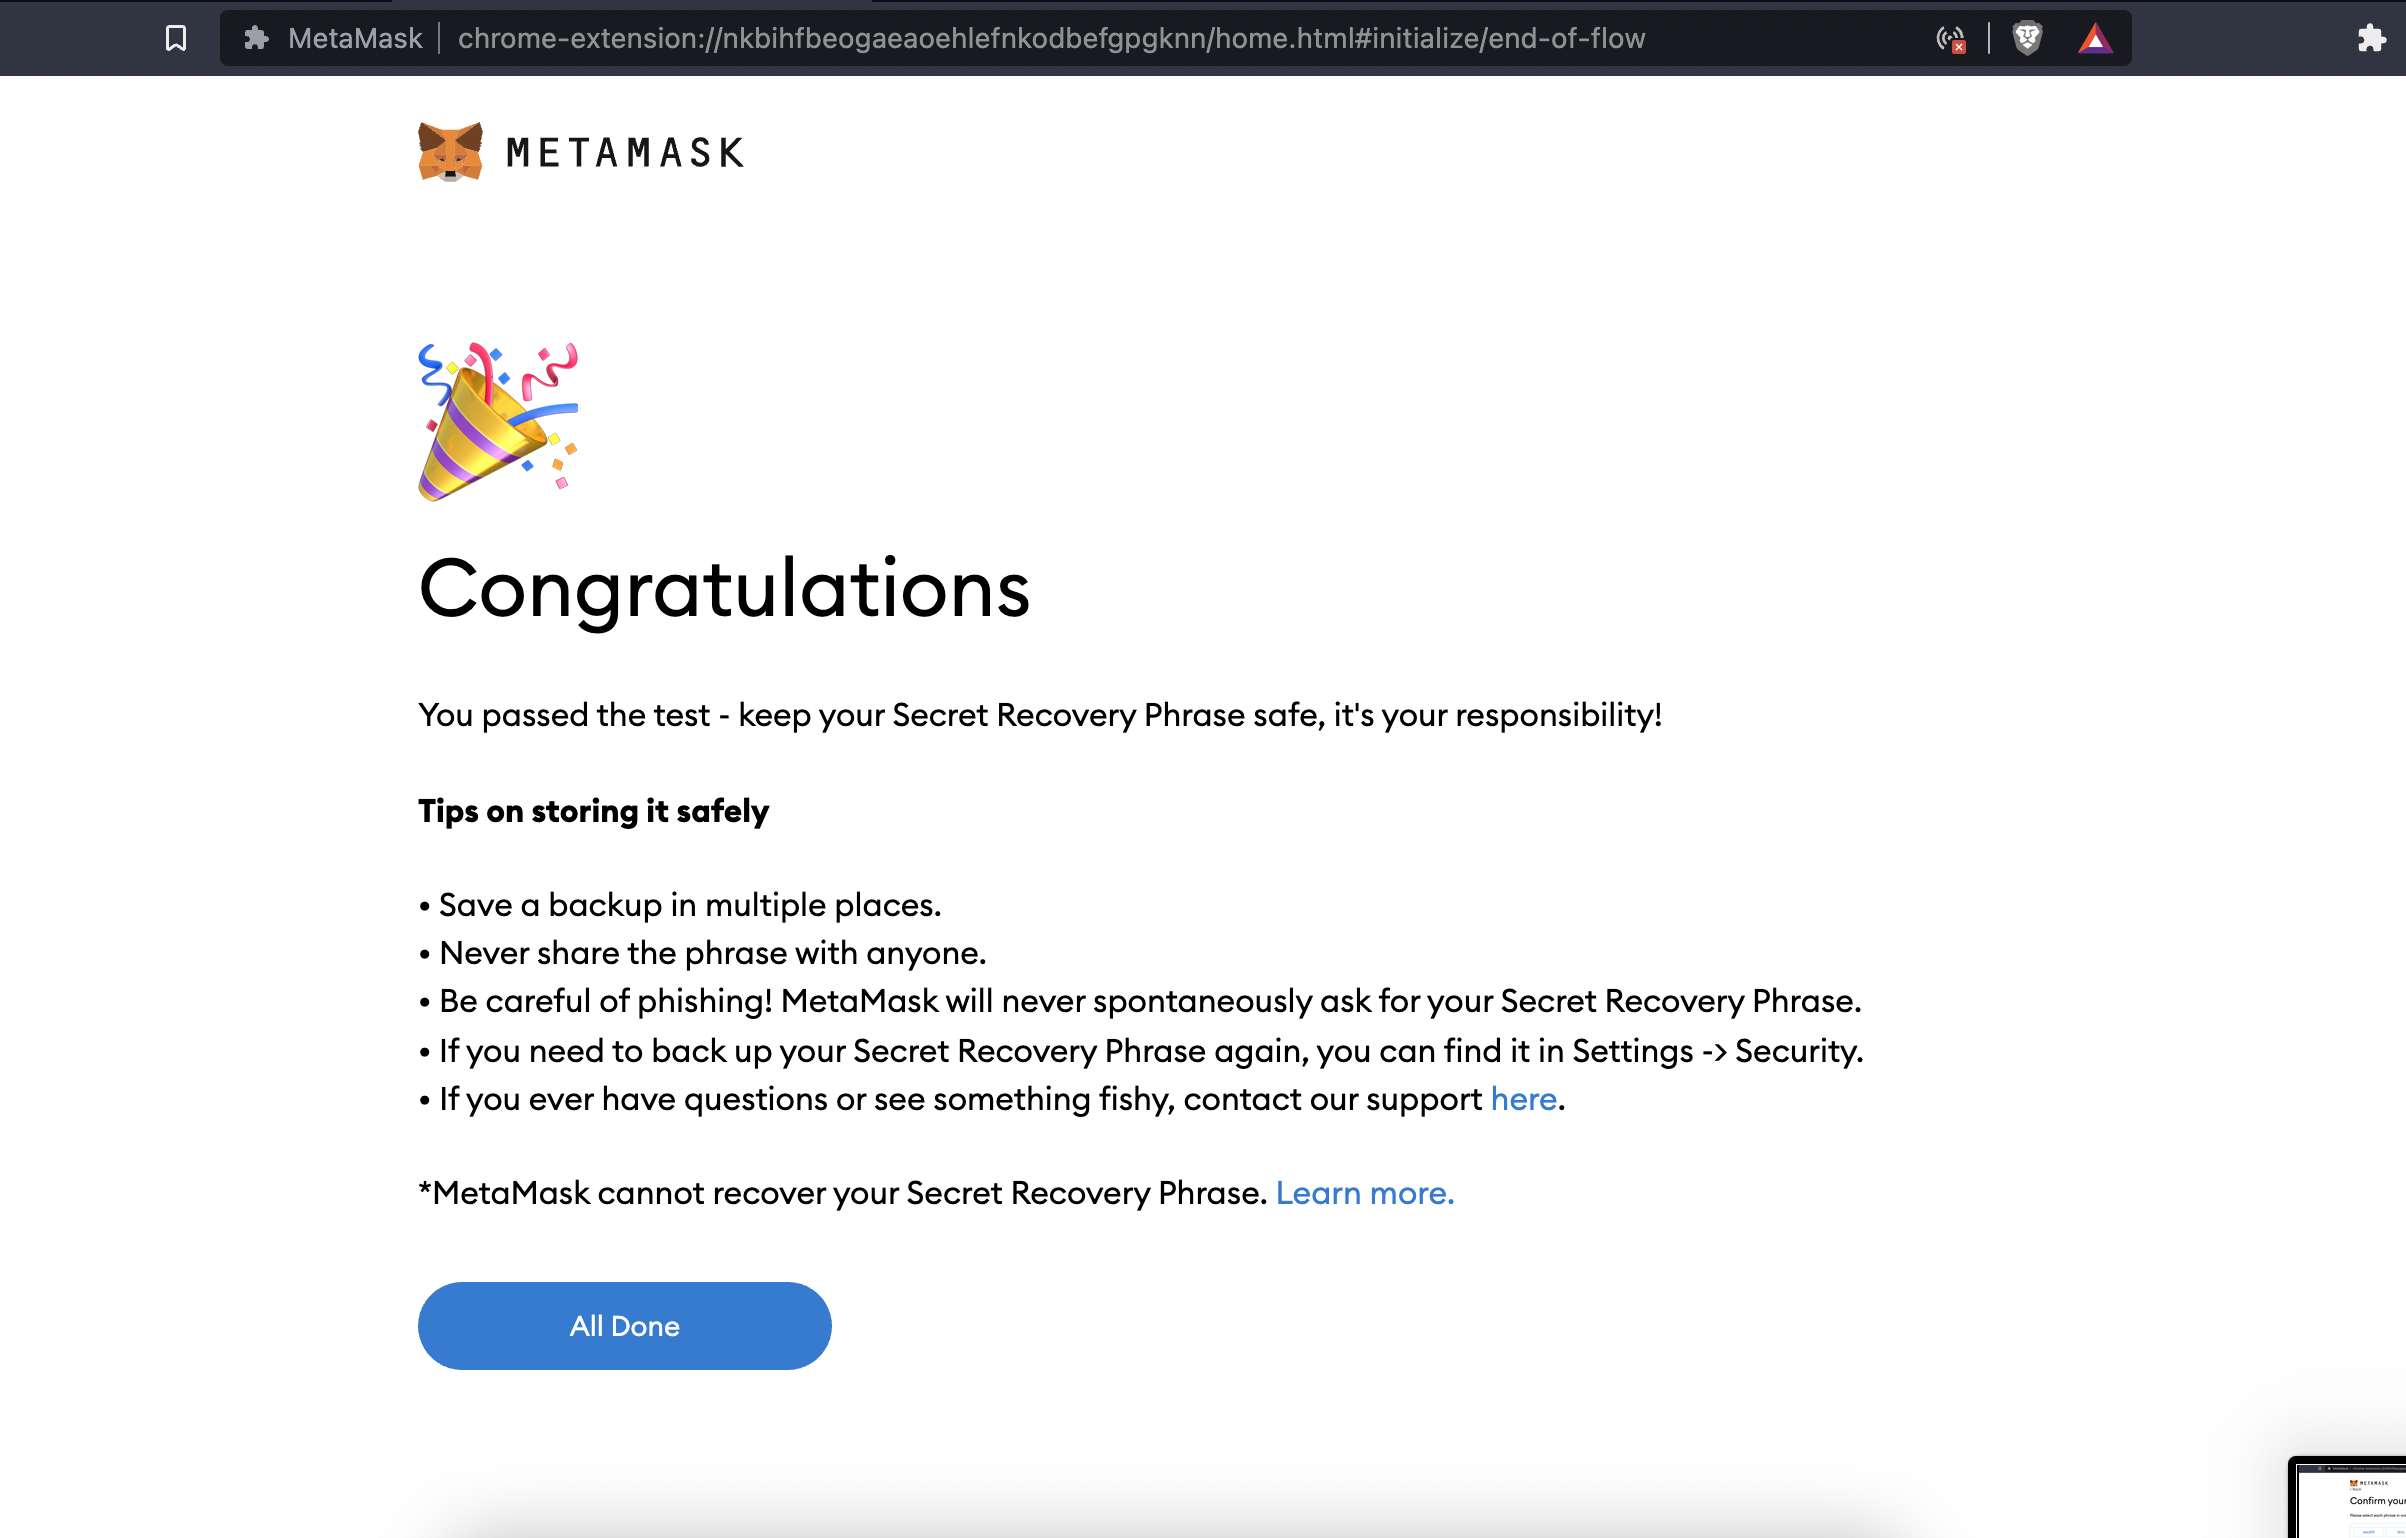 MetaMask chrome-extension://nkbihfbeogaeaoehlefnkodbefgpgknn/home.html#initialize/end-of-flow
METAMASK
Congratulations
You passed the test - keep your Secret Recovery Phrase safe, it's your responsibility!
Tips on storing it safely
• Save a backup in multiple places.
• Never share the phrase with anyone.
• Be careful of phishing! MetaMask will never spontaneously ask for your Secret Recovery Phrase.
• If you need to back up your Secret Recovery Phrase again, you can find it in Settings -> Security.
• If you ever have questions or see something fishy, contact our support here.
*MetaMask cannot recover your Secret Recovery Phrase. Learn more.
All Done
METAMASK
Confirm your